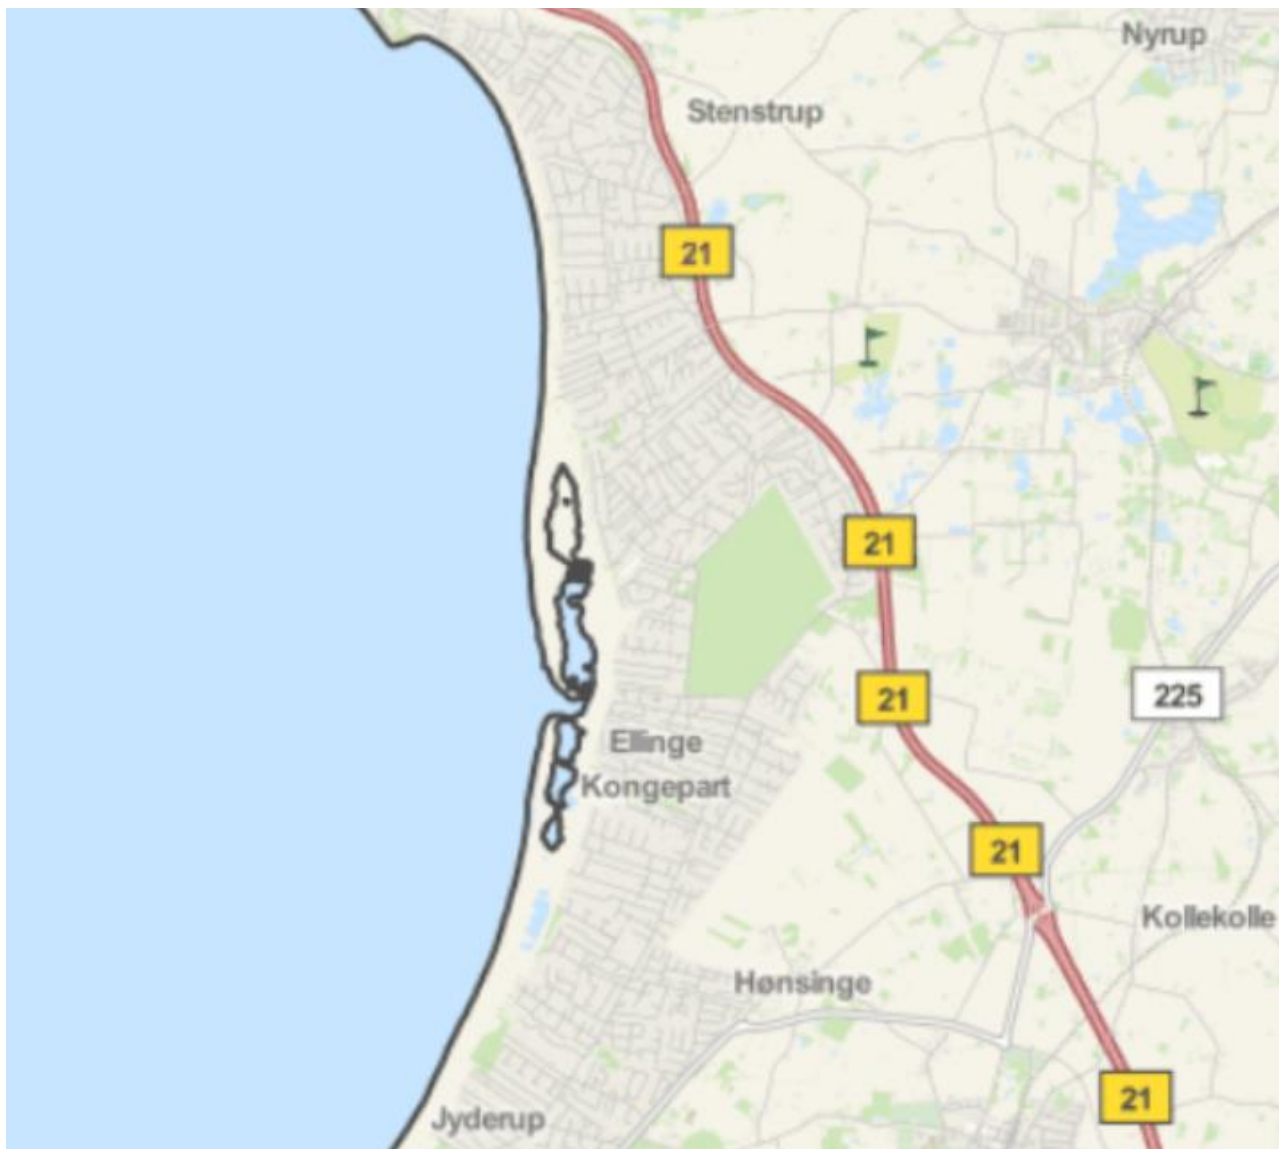 Nyrup
Stenstrup
21
21
21
225
Ellinge
Kongepart
21
Kollekolle
Hønsinge
21
Jyderup